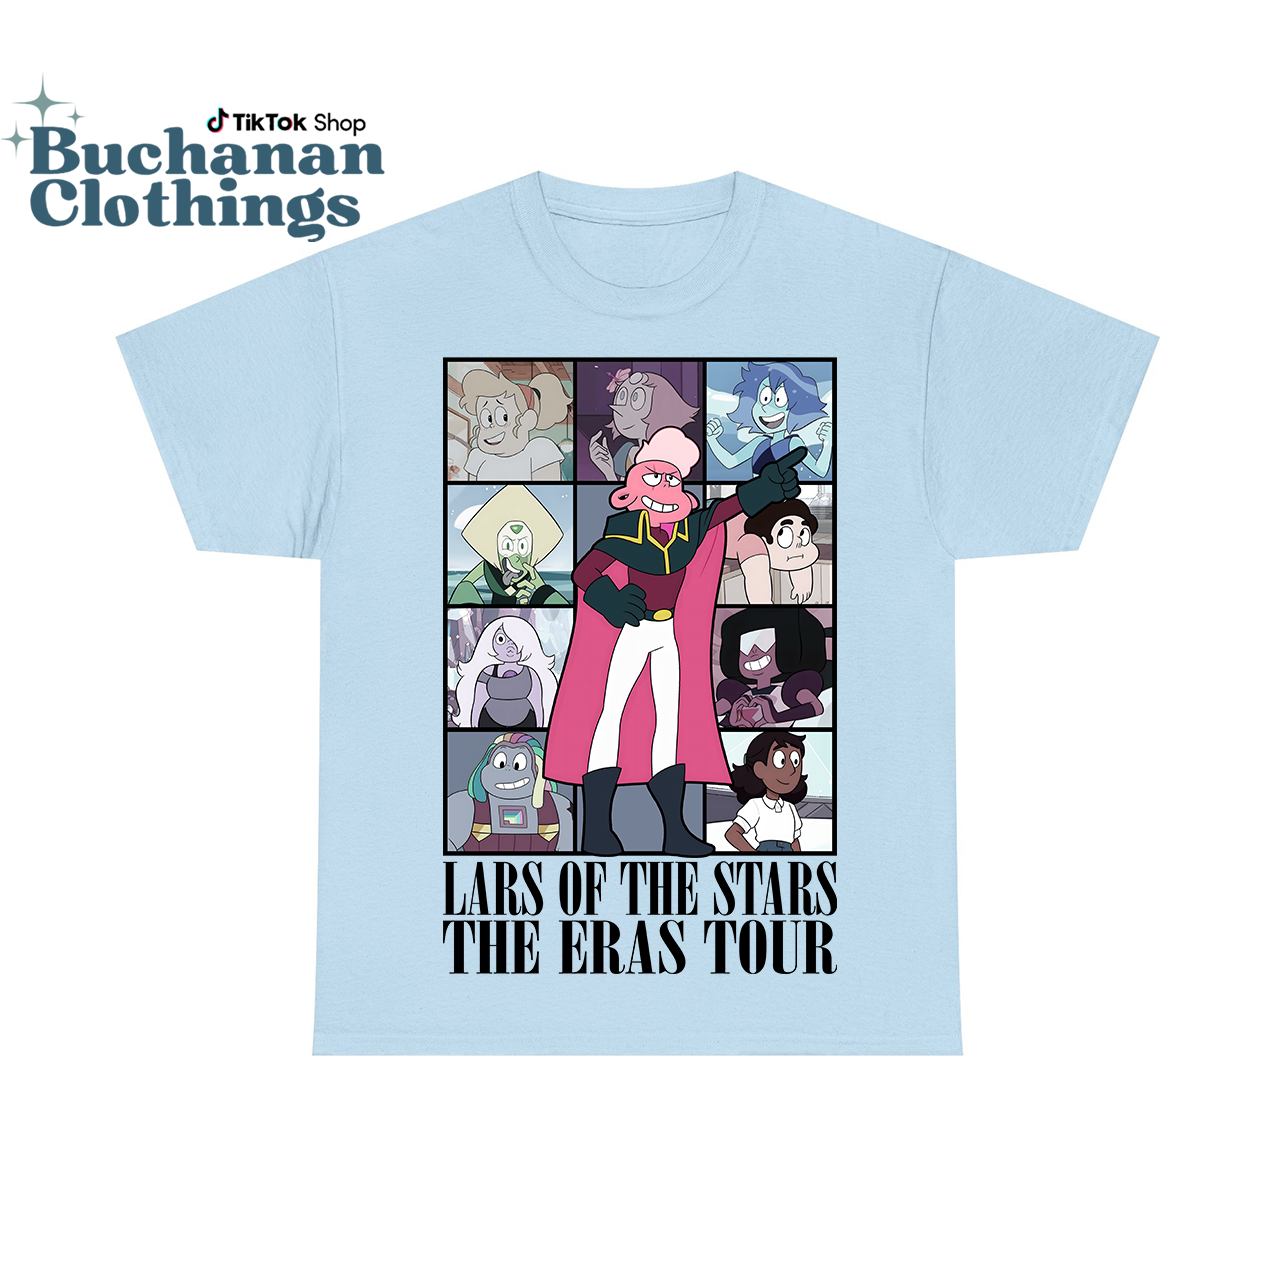 TikTok Shop
Buchanan
Clothings
LARS OF THE STARS
THE ERAS TOUR